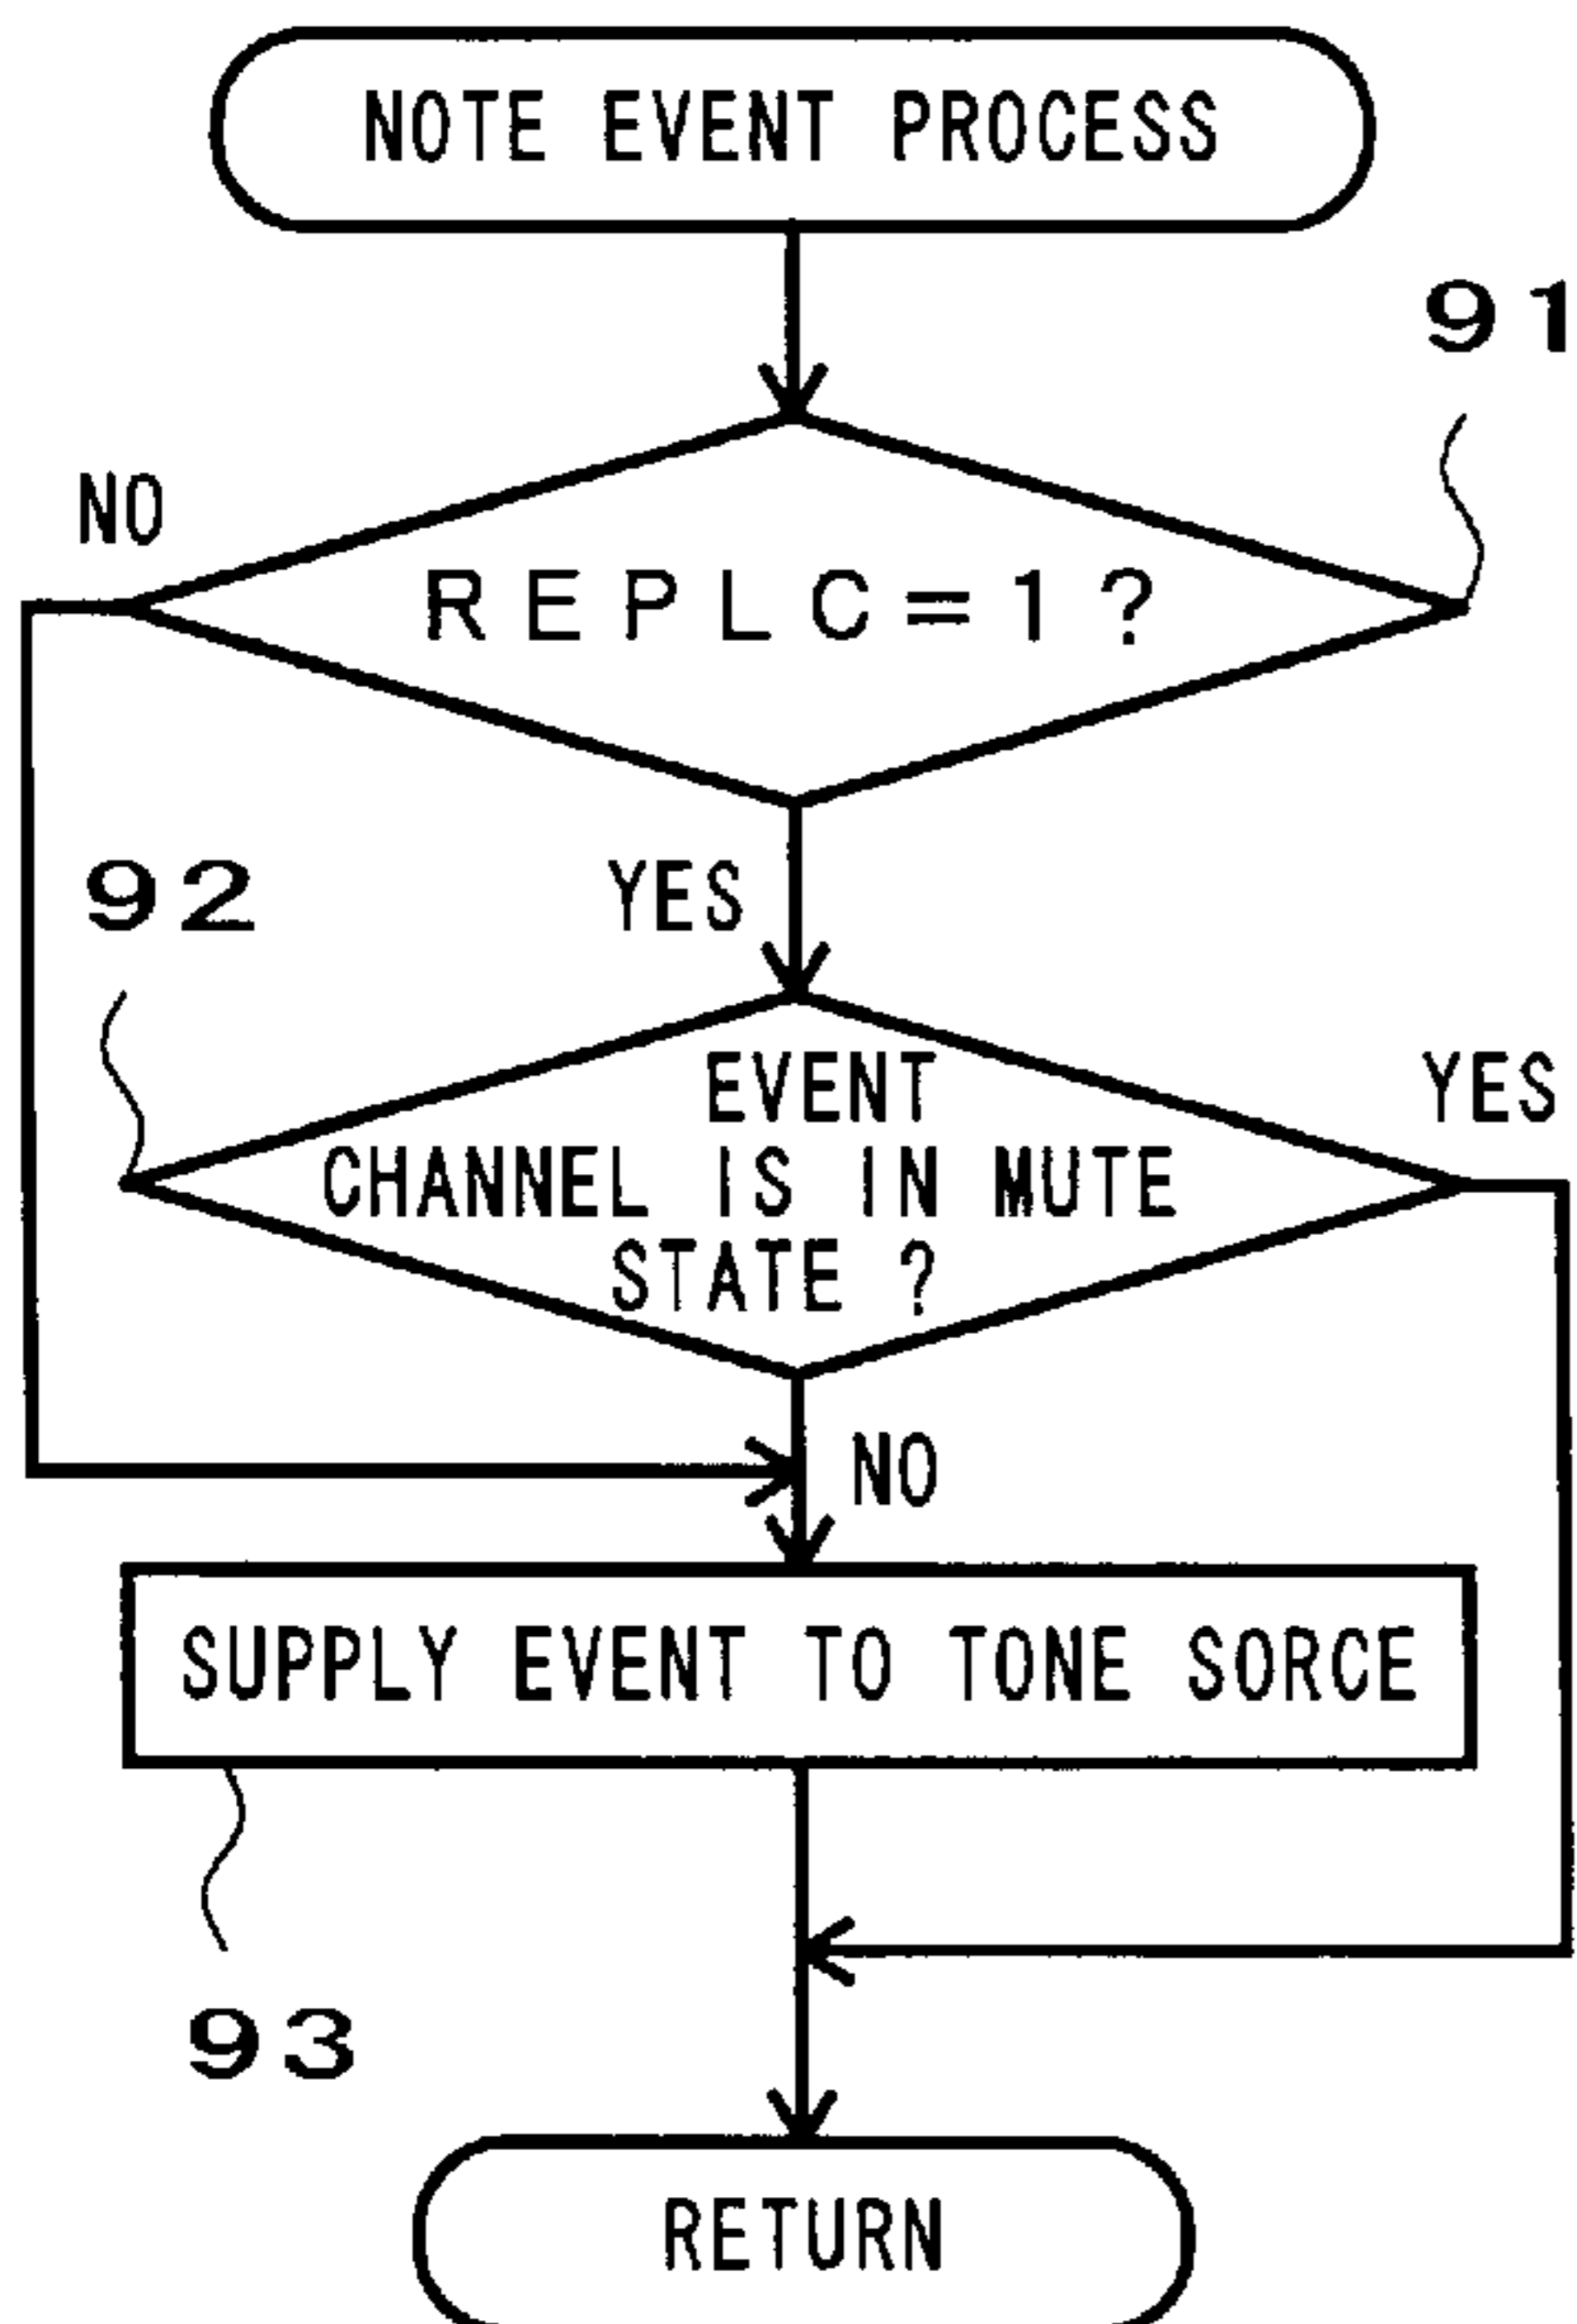 NOTE EVENT PROCESS
91
NO
REPLC=1?
92
YES
EVENT
YES
CHANNEL IS IN MUTE
STATE ?
NO
SUPPLY EVENT TO TONE SORCE
93
RETURN